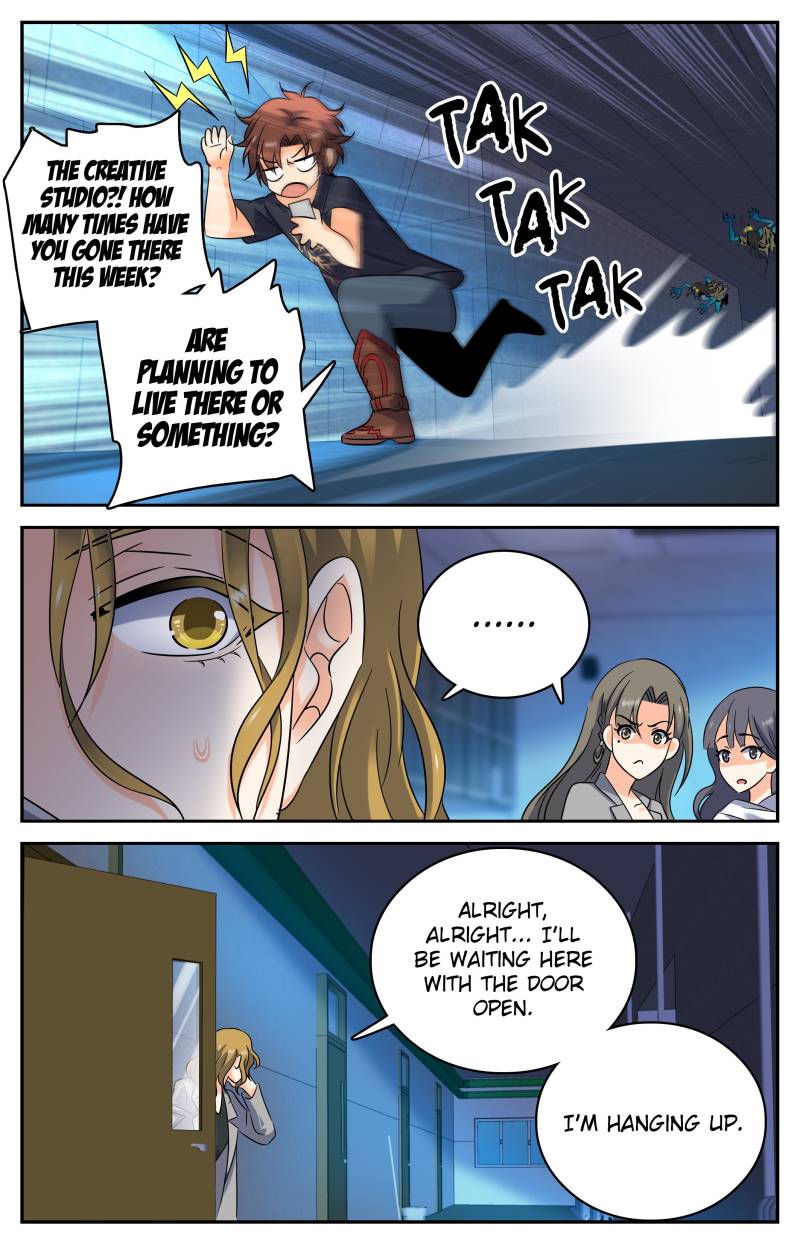 TAK
TAK
TAK
THE CREATIVE
STUDIO?! HOW
MANY TIMES HAVE
YOU GONE THERE
THIS WEEK?
ARE
PLANNING TO
LIVE THERE OR
SOMETHING?
......
ALRIGHT,
ALRIGHT... I'LL
BE WAITING HERE
WITH THE DOOR
OPEN.
I'M HANGING UP.